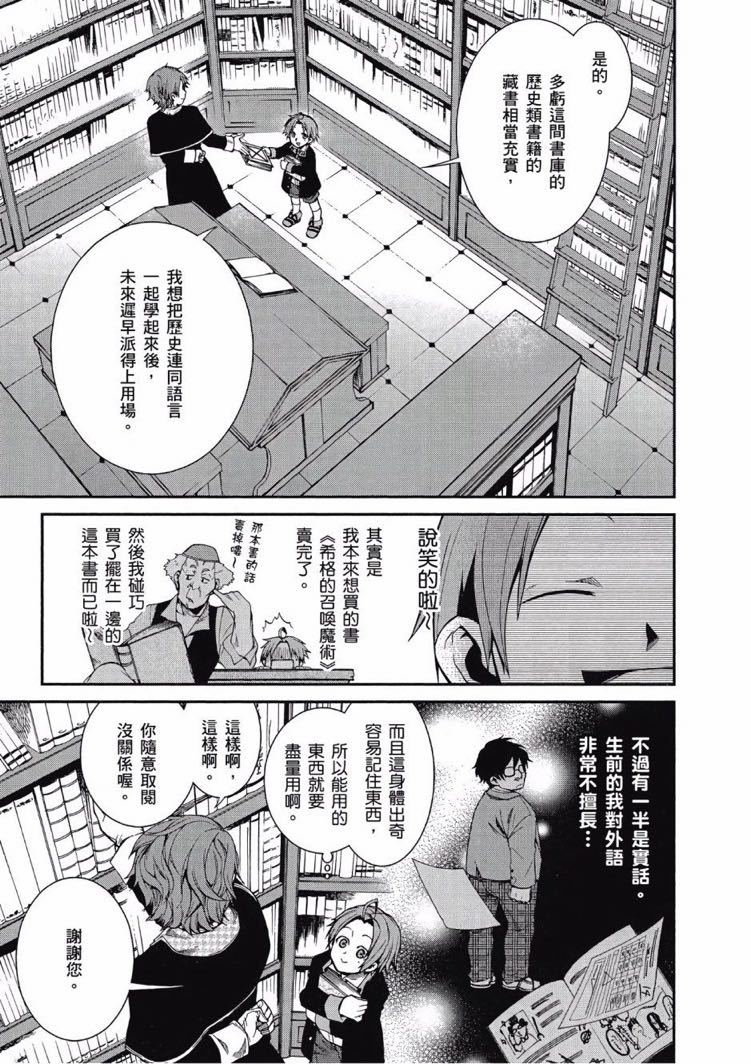 是的。
多虧這間書庫的
歷史類書籍的
藏書相當充實，
我想把歷史連同語言
一起學起來後，
未來遲早派得上用場。
說笑的啦～
其實是
我本來想買的書
《希格的召喚魔術》
賣完了。
那本書的話
賣掉嘍～
然後我碰巧
買了擺在一邊的
這本書而已啦～
不過有一半是實話。
生前的我對外語
非常不擅長…
而且這身體出奇
容易記住東西，
所以能用的
東西就要
盡量用啊。
這樣啊，
這樣啊。
你隨意取閱
沒關係喔。
謝謝您。